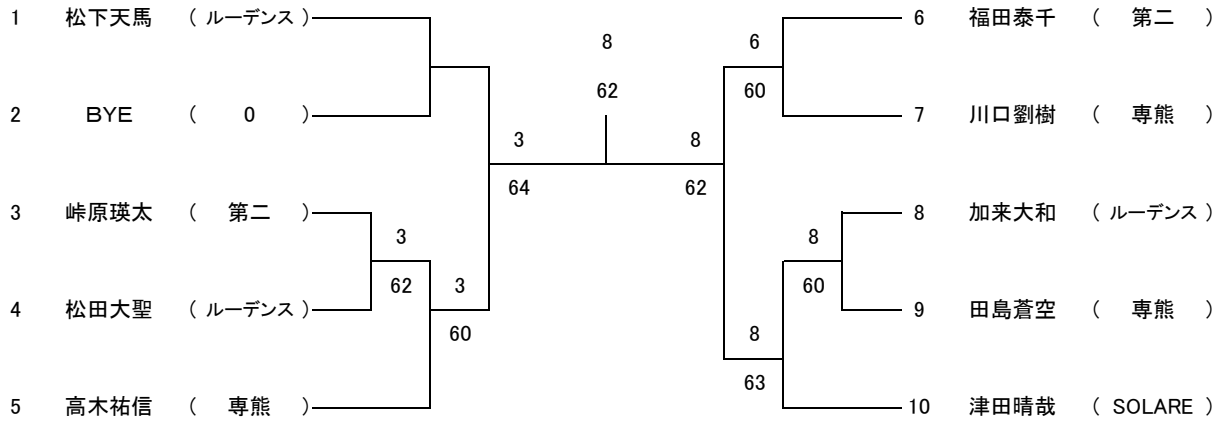 1 松下天馬 ( ルーデンス ) 6 福田泰千 ( 第二 )
8 6
62 60
2 BYE ( 0 ) 7 川口劉樹 ( 専熊 )
3 8
64 62
3 峠原瑛太 ( 第二 ) 8 加来大和 ( ルーデンス )
3 8
62 3 60
4 松田大聖 ( ルーデンス ) 9 田島蒼空 ( 専熊 )
60 8
63
5 高木祐信 ( 専熊 ) 10 津田晴哉 ( SOLARE )